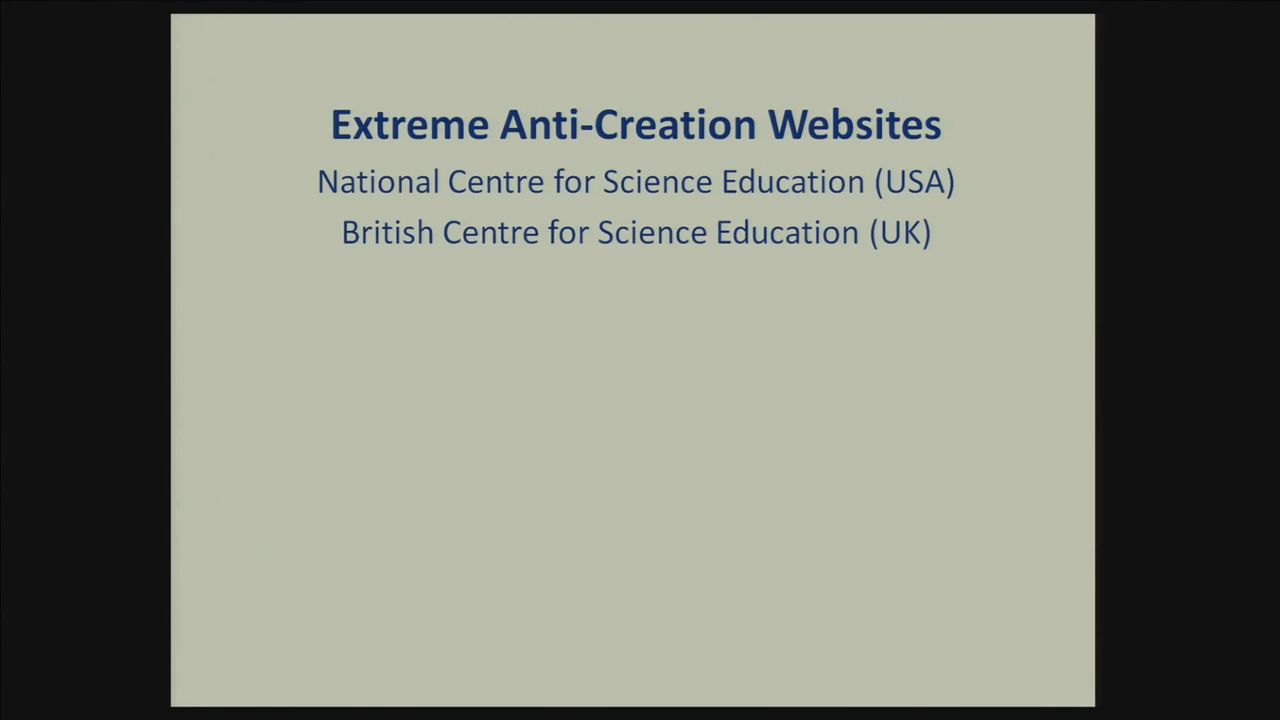 Extreme Anti-Creation Websites
National Centre for Science Education (USA)
British Centre for Science Education (UK)